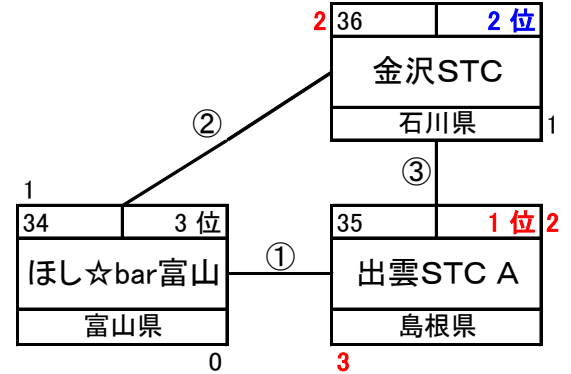 2 36 2 位
金沢STC
石川県 1
②
③
1
34 3 位
35 1 位 2
ほし☆bar富山
①
出雲STC A
富山県
島根県
0
3